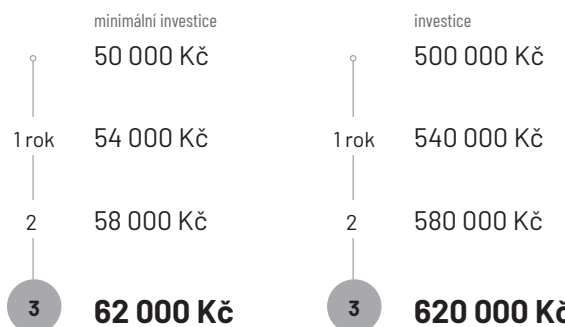 minimální investice
50 000 Kč
1 rok 54 000 Kč
2 58 000 Kč
3 62 000 Kč
investice
500 000 Kč
1 rok 540 000 Kč
2 580 000 Kč
3 620 000 Kč